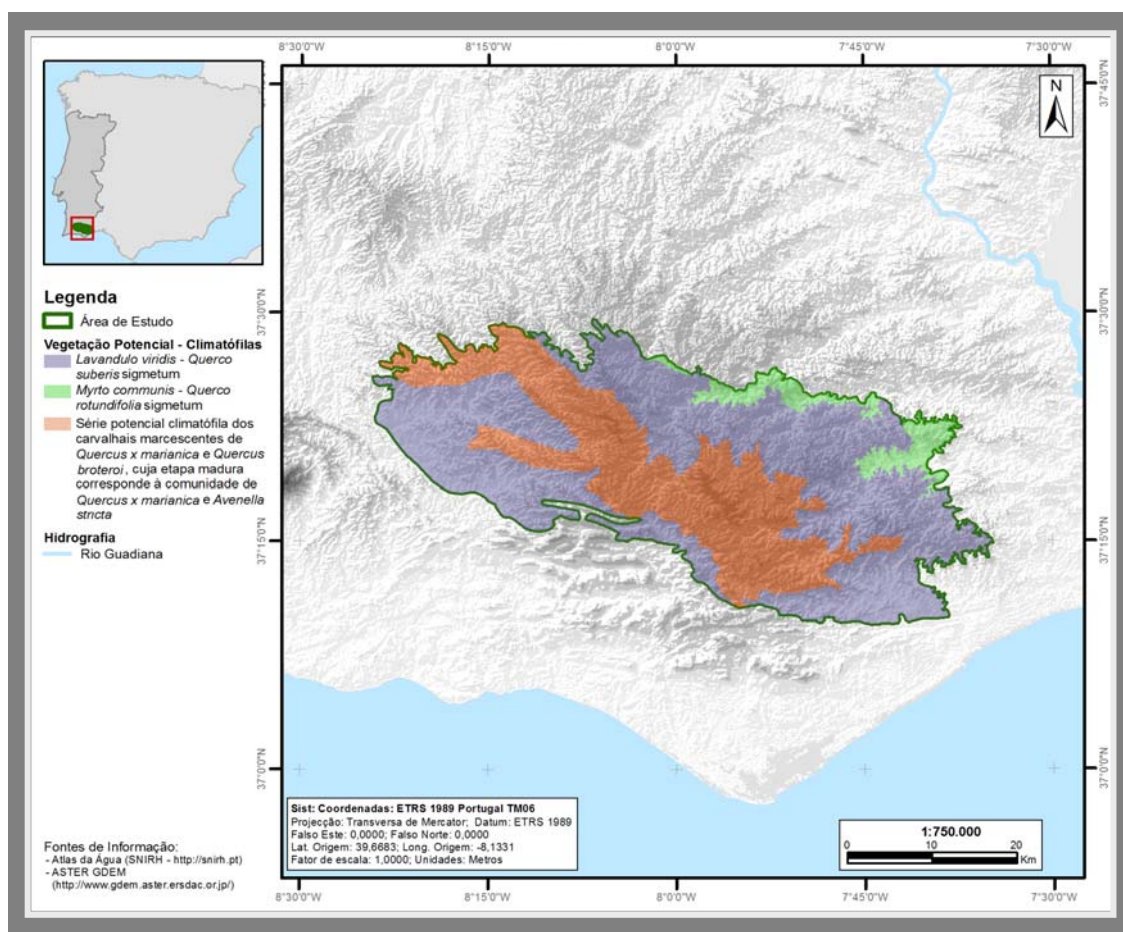 8°30'0"W
8°15'0"W
8°0'0"W
7°45'0"W
7°30'0"W
N
37°45'0"N
37°30'0"N
37°30'0"N
37°15'0"N
37°15'0"N
37°0'0"N
37°0'0"N
Legenda
Área de Estudo
Vegetação Potencial - Climatófilas
Lavandulo viridis - Querco
suberis sigmetum
Myrto communis - Querco
rotundifolia sigmetum
Série potencial climatófila dos
carvalhais marcescentes de
Quercus x marianica e Quercus
broteroi, cuja etapa madura
corresponde à comunidade de
Quercus x marianica e Avenella
stricta
Hidrografia
Rio Guadiana
Fontes de Informação:
- Atlas da Água (SNIRH - http://snirh.pt)
- ASTER GDEM
(http://www.gdem.aster.ersdac.or.jp/)
Sist: Coordenadas: ETRS 1989 Portugal TM06
Projecção: Transversa de Mercator; Datum: ETRS 1989
Falso Este: 0,0000; Falso Norte: 0,0000
Lat. Origem: 39,6683; Long. Origem: -8,1331
Fator de escala: 1,0000; Unidades: Metros
1:750.000
0 10 20
Km
8°30'0"W
8°15'0"W
8°0'0"W
7°45'0"W
7°30'0"W